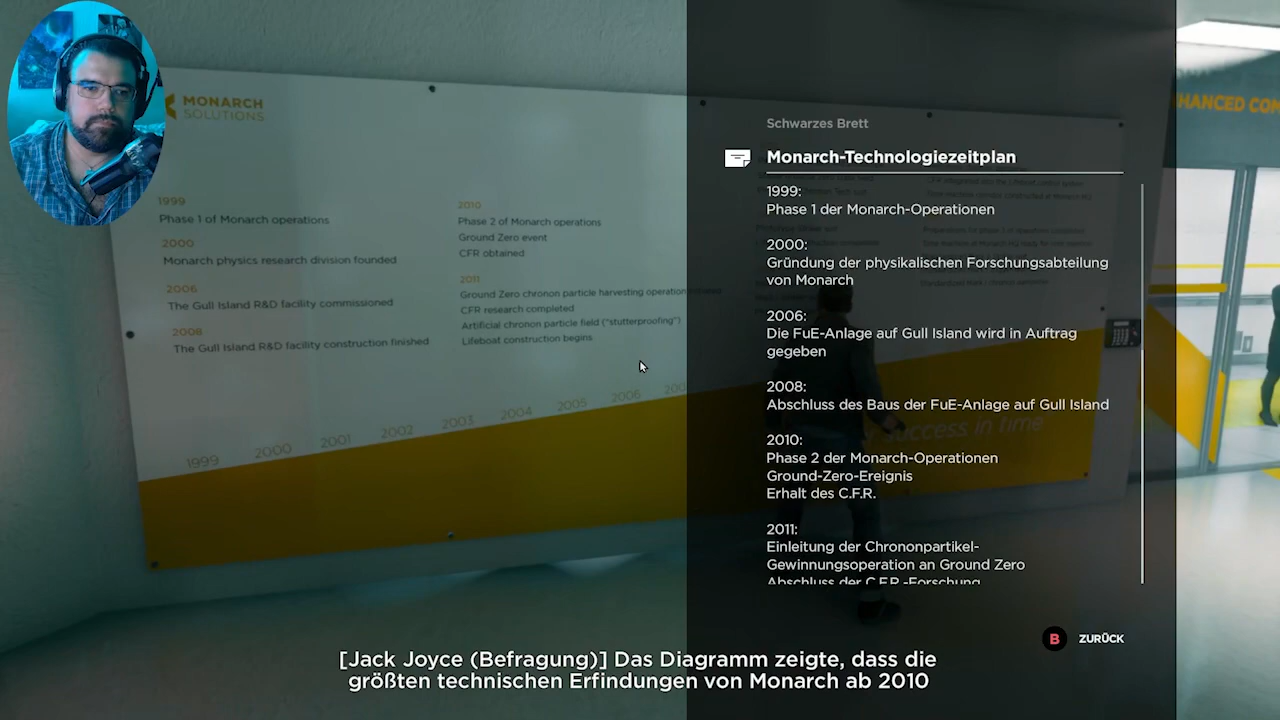 MONARCH
SOLUTIONS
1999
Phase 1 of Monarch operations
2000
Monarch physics research division founded
2006
The Gull Island R&D facility commissioned
2008
The Gull Island R&D facility construction finished
2010
Phase 2 of Monarch operations
Ground Zero event
CFR obtained
2011
Ground Zero chronon particle harvesting operation
CFR research completed
Artificial chronon particle field ("stutterproofing")
Lifeboat construction begins
1999 2000 2001 2002 2003 2004 2005 2006
success in time
HANCED
Schwarzes Brett
Monarch-Technologiezeitplan
1999:
Phase 1 der Monarch-Operationen
2000:
Gründung der physikalischen Forschungsabteilung
von Monarch
2006:
Die FuE-Anlage auf Gull Island wird in Auftrag
gegeben
2008:
Abschluss des Baus der FuE-Anlage auf Gull Island
2010:
Phase 2 der Monarch-Operationen
Ground-Zero-Ereignis
Erhalt des C.F.R.
2011:
Einleitung der Chrononpartikel-
Gewinnungsoperation an Ground Zero
Abschluss der C.F.R.-Forschung
B ZURÜCK
[Jack Joyce (Befragung)] Das Diagramm zeigte, dass die
größten technischen Erfindungen von Monarch ab 2010